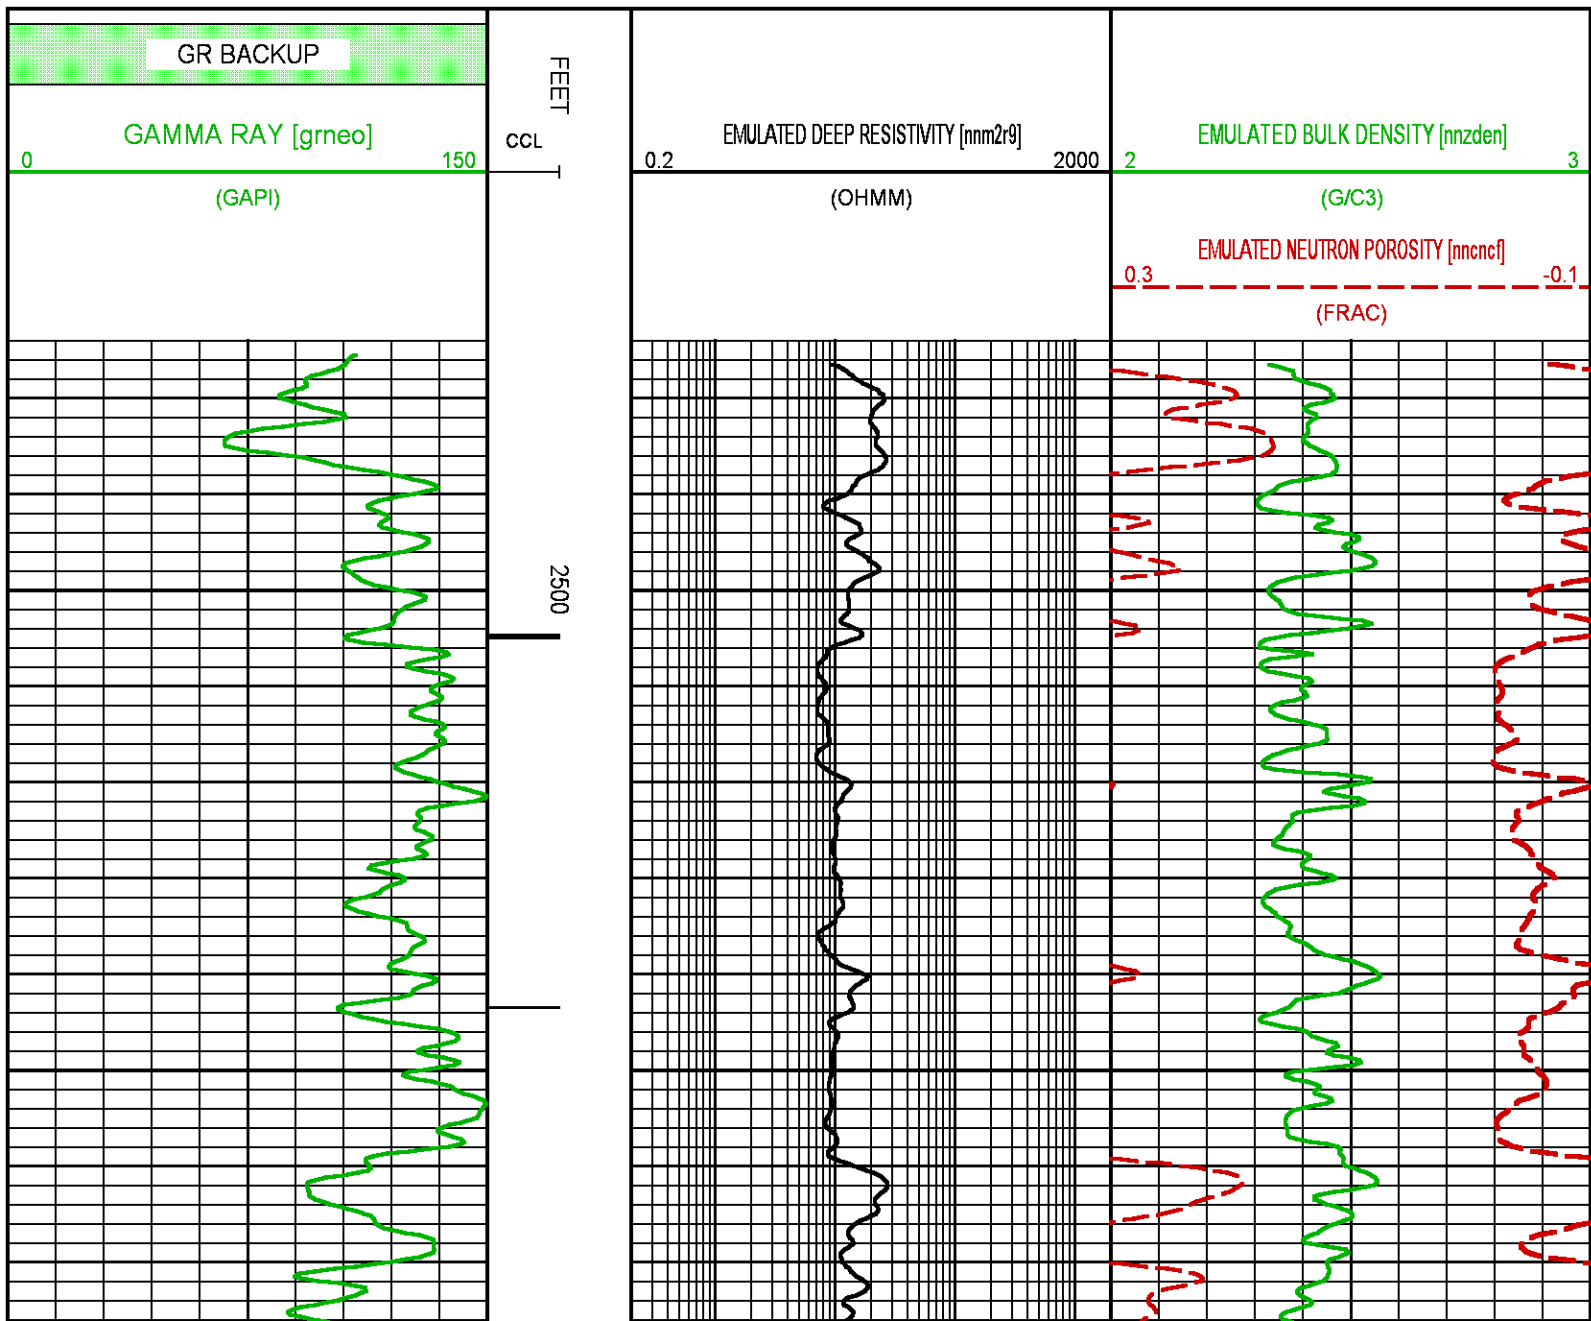 GR BACKUP
GAMMA RAY [grneo]
0 150
(GAPI)
FEET
CCL
2500
EMULATED DEEP RESISTIVITY [nnm2r9]
0.2 2000
(OHMM)
EMULATED BULK DENSITY [nnzden]
2 3
(G/C3)
EMULATED NEUTRON POROSITY [nncncf]
0.3 -0.1
(FRAC)